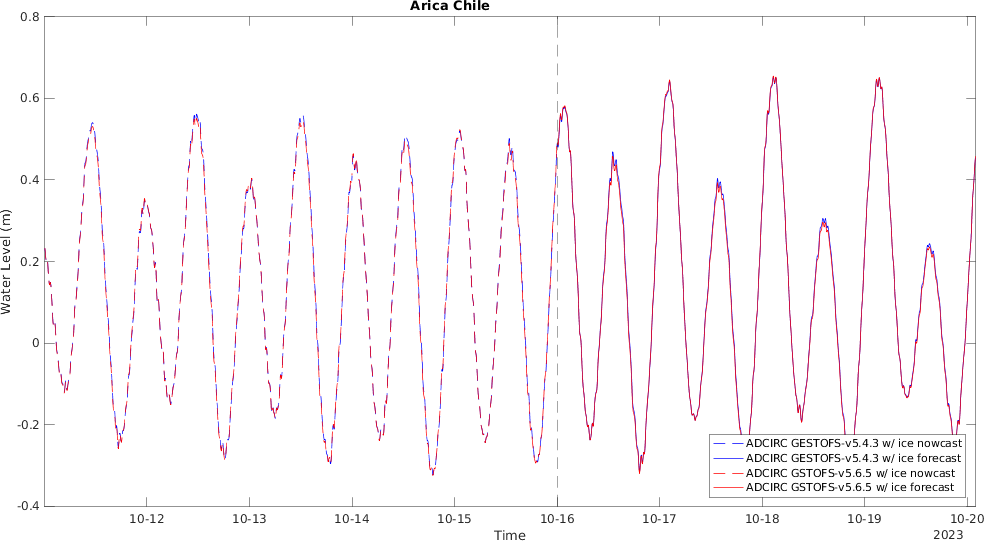 Arica Chile
0.8
0.6
0.4
0.2
0
-0.2
-0.4
Water Level (m)
10-12 10-13 10-14 10-15 10-16 10-17 10-18 10-19 10-20
Time
2023
ADCIRC GESTOFS-v5.4.3 w/ ice nowcast
ADCIRC GESTOFS-v5.4.3 w/ ice forecast
ADCIRC GSTOFS-v5.6.5 w/ ice nowcast
ADCIRC GSTOFS-v5.6.5 w/ ice forecast